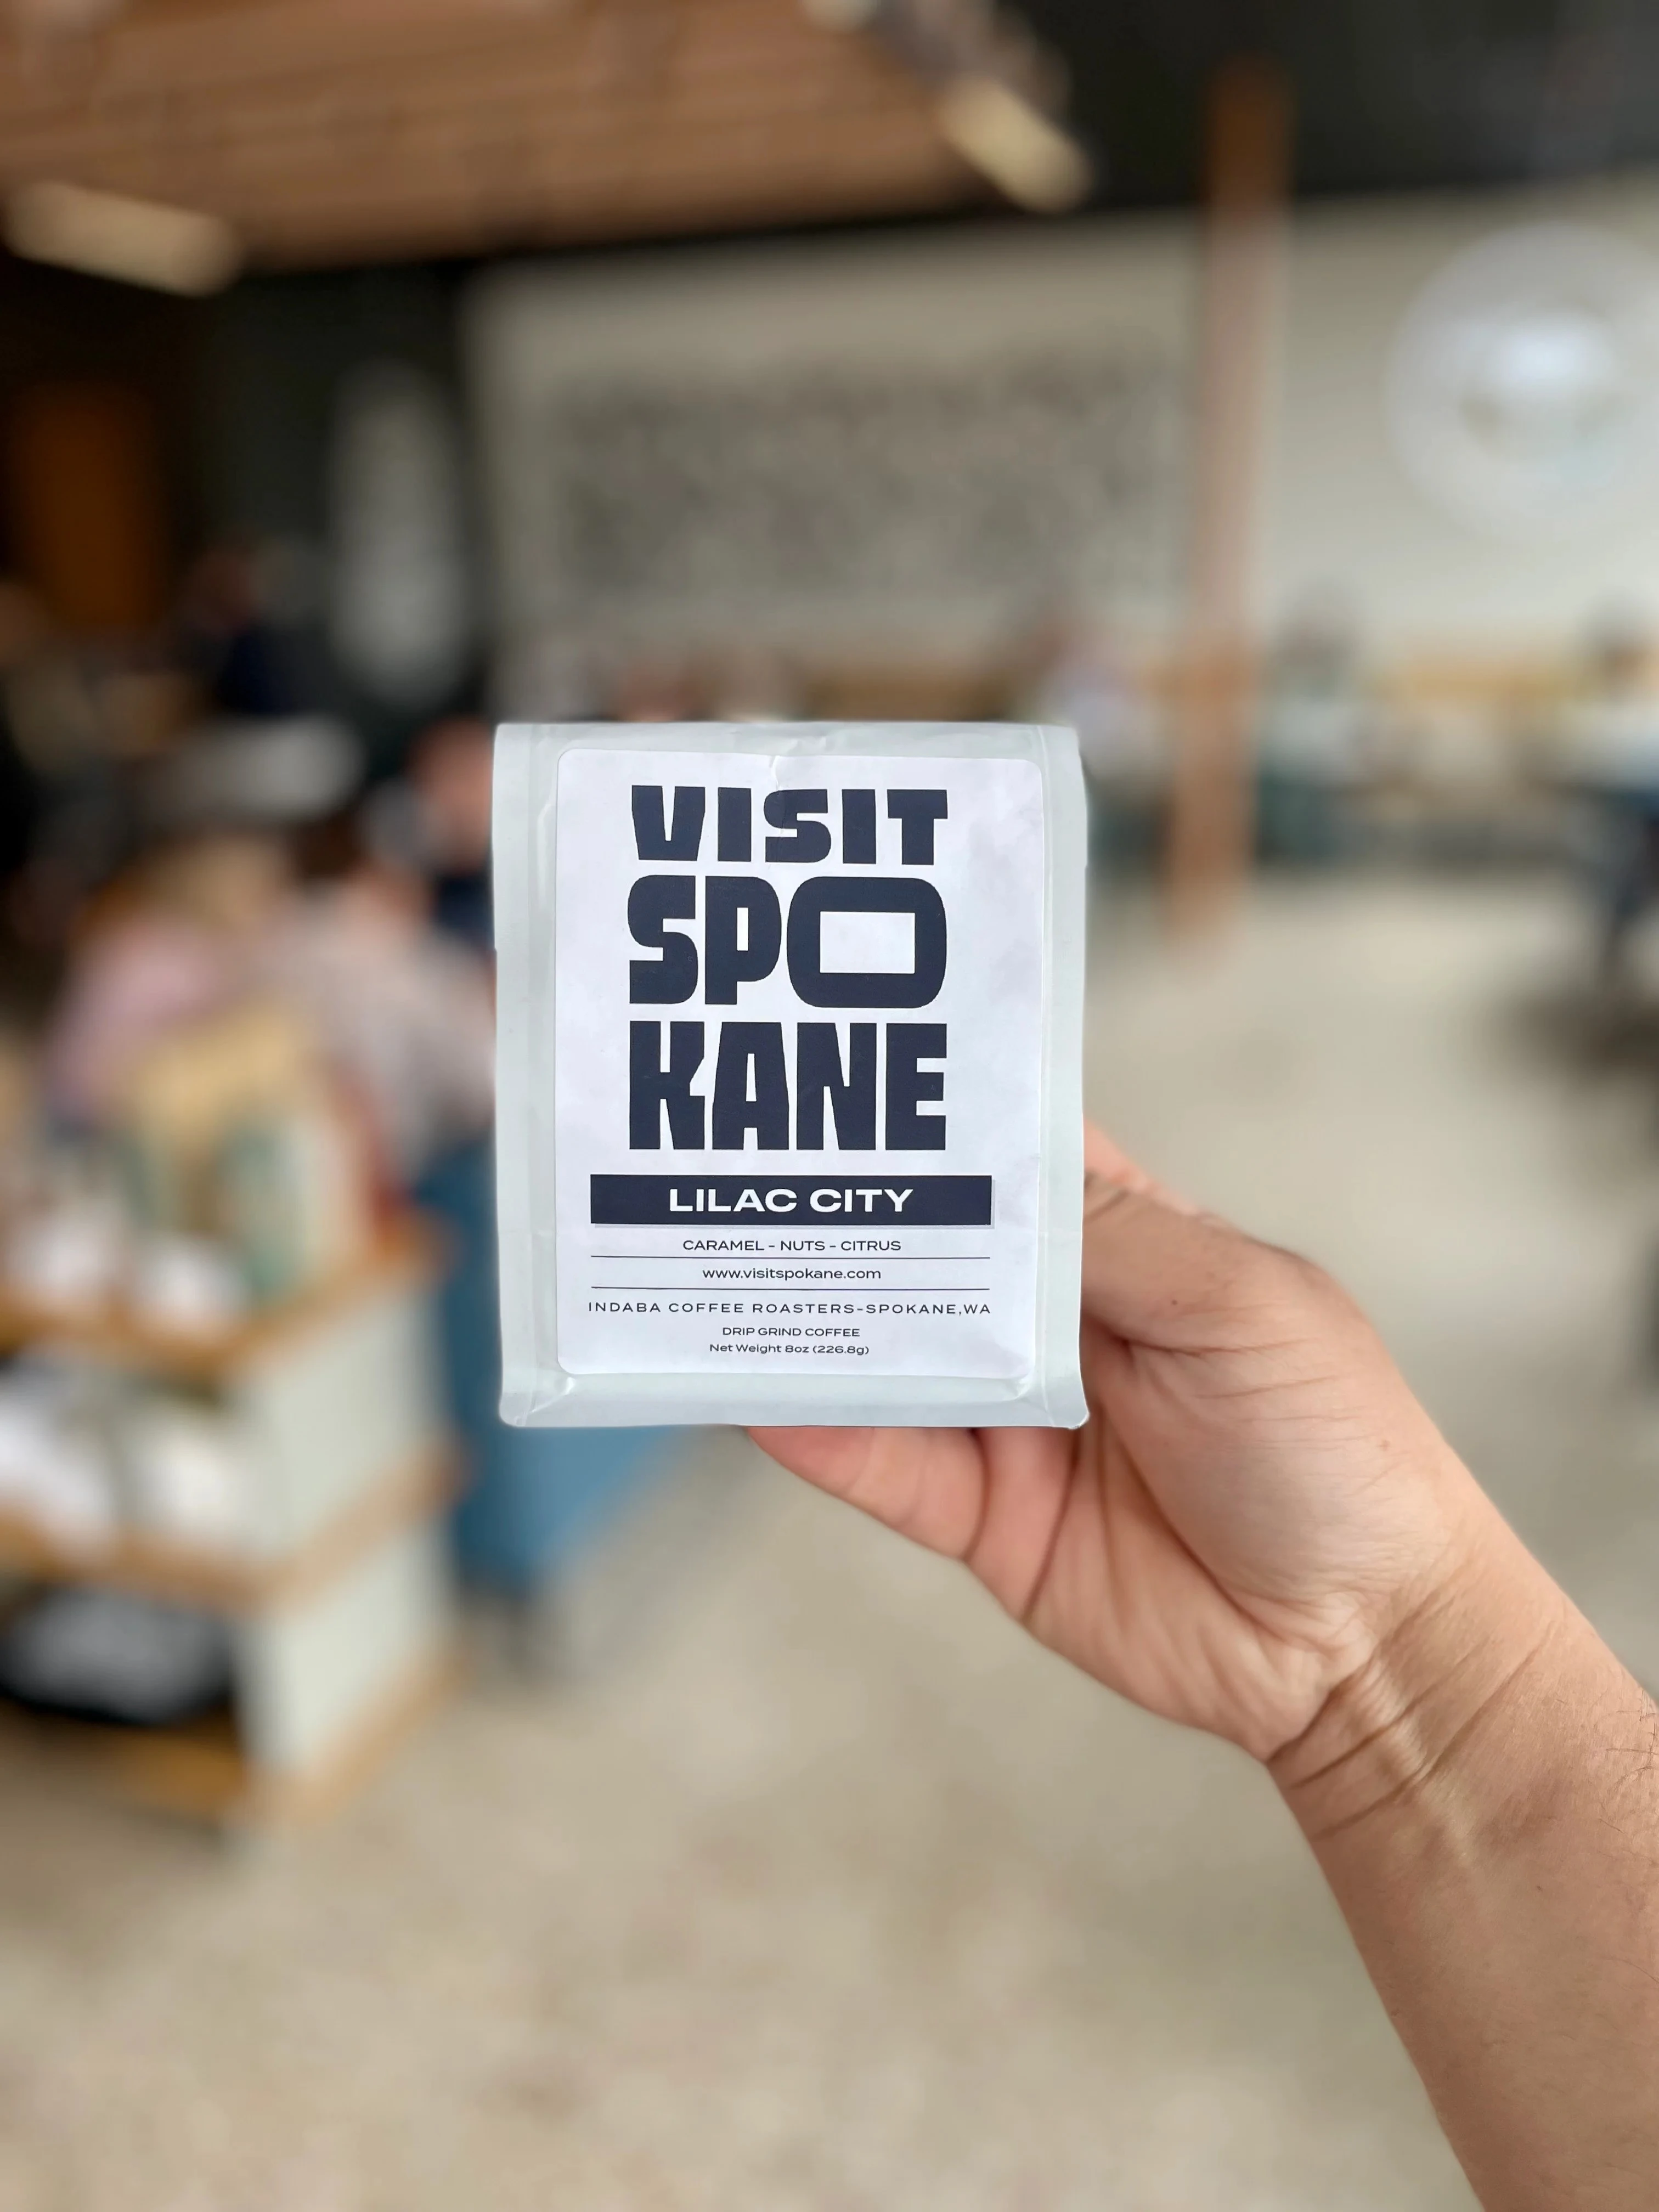 VISIT
SPO
KANE
LILAC CITY
CARAMEL - NUTS - CITRUS
www.visitspokane.com
INDABA COFFEE ROASTERS-SPOKANE,WA
DRIP GRIND COFFEE
Net Weight 8oz (226.8g)